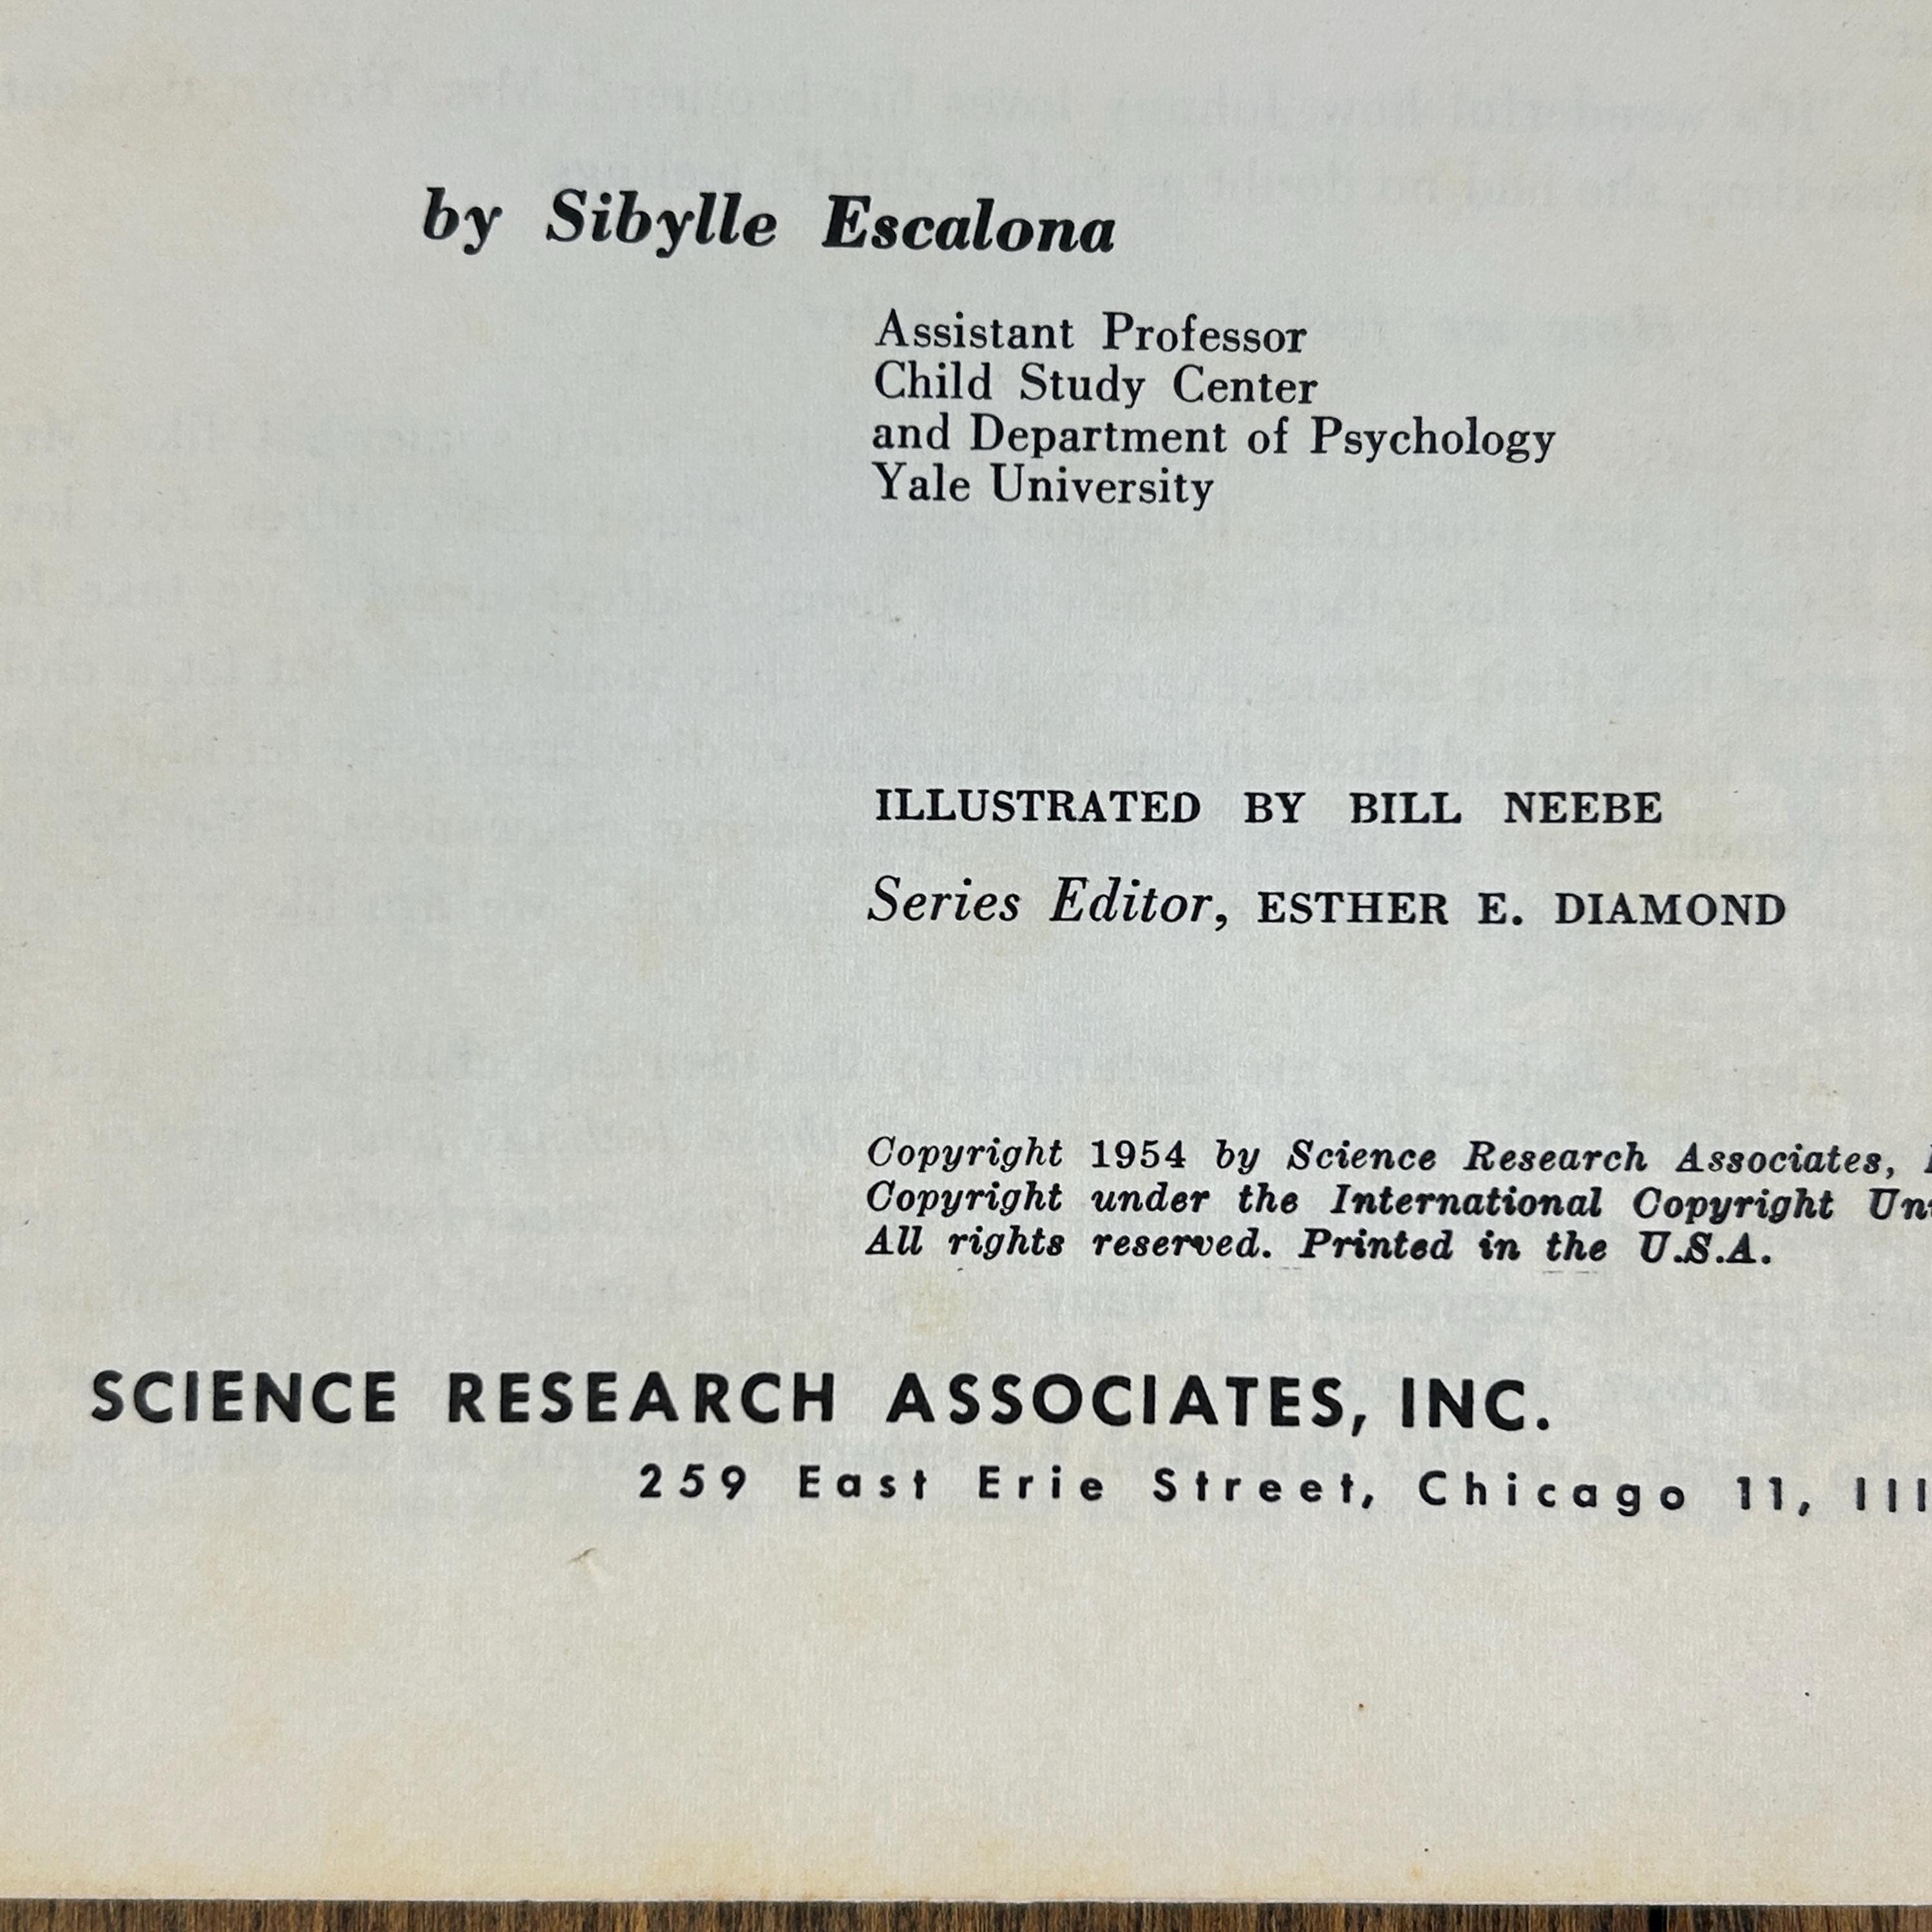 by Sibylle Escalona
Assistant Professor
Child Study Center
and Department of Psychology
Yale University
ILLUSTRATED BY BILL NEEBE
Series Editor, ESTHER E. DIAMOND
Copyright 1954 by Science Research Associates,
Copyright under the International Copyright
All rights reserved. Printed in the U.S.A.
SCIENCE RESEARCH ASSOCIATES, INC.
259 East Erie Street, Chicago 11,